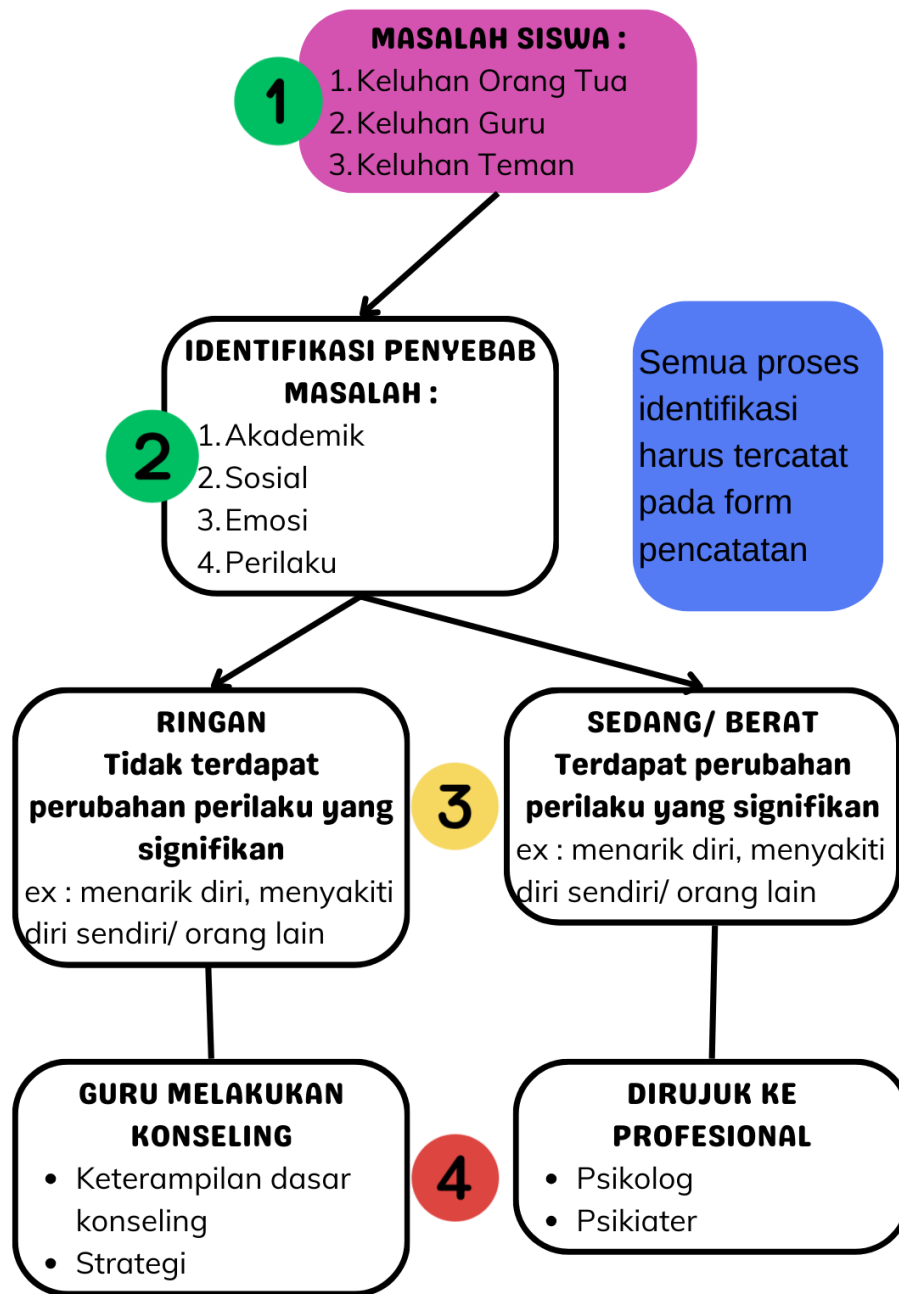 MASALAH SISWA :
1
1. Keluhan Orang Tua
2. Keluhan Guru
3. Keluhan Teman
IDENTIFIKASI PENYEBAB
MASALAH :
2
1. Akademik
2. Sosial
3. Emosi
4. Perilaku
Semua proses
identifikasi
harus tercatat
pada form
pencatatan
RINGAN
Tidak terdapat
perubahan perilaku yang
signifikan
ex : menarik diri, menyakiti
diri sendiri/ orang lain
3
SEDANG/ BERAT
Terdapat perubahan
perilaku yang signifikan
ex : menarik diri, menyakiti
diri sendiri/ orang lain
GURU MELAKUKAN
KONSELING
• Keterampilan dasar
konseling
• Strategi
4
DIRUJUK KE
PROFESIONAL
• Psikolog
• Psikiater